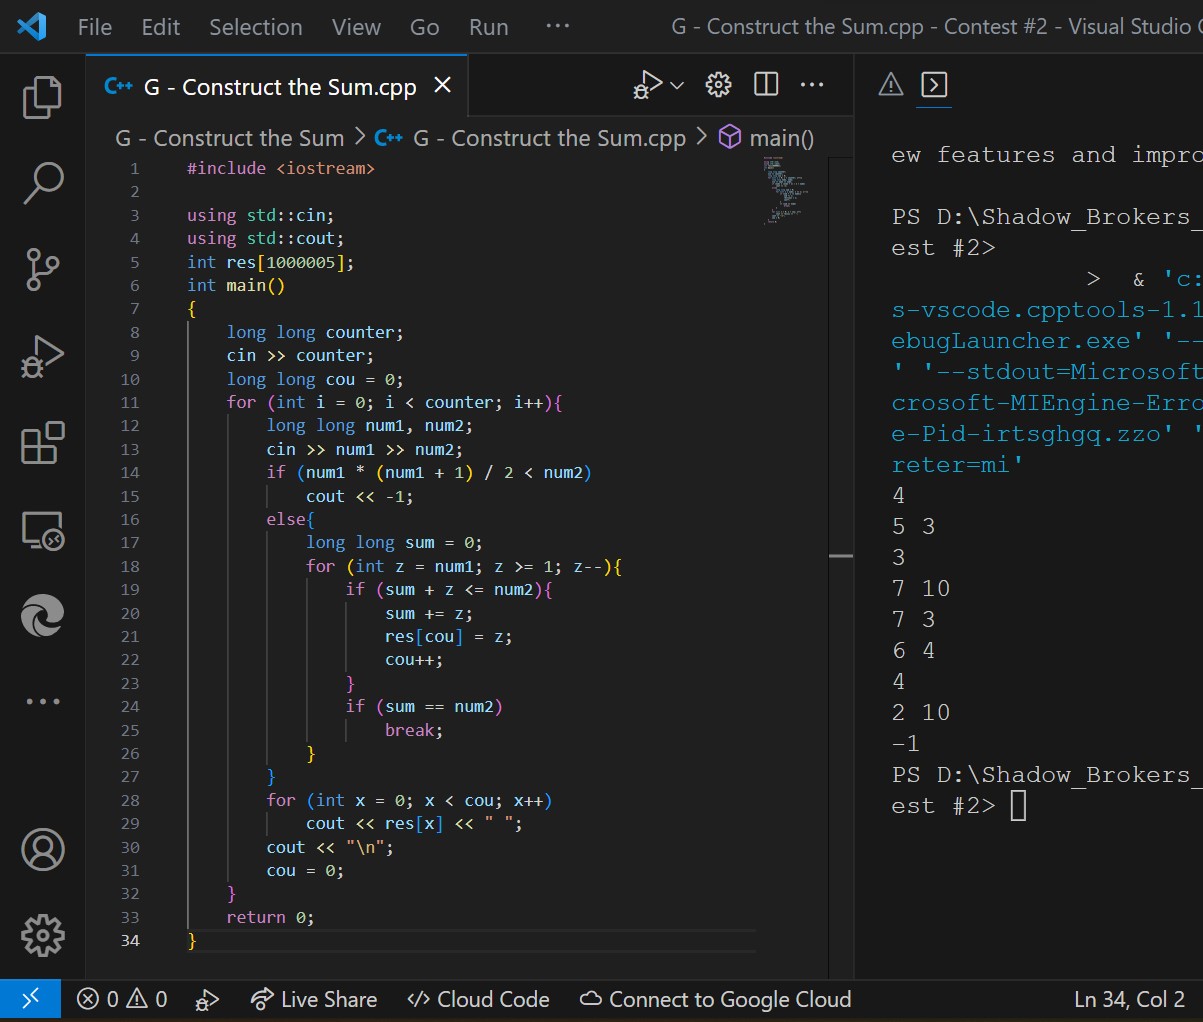 File Edit Selection View Go Run ··· G - Construct the Sum.cpp - Contest #2 - Visual Studio
C++ G - Construct the Sum.cpp
G - Construct the Sum > C++ G - Construct the Sum.cpp > main()
1 #include <iostream>
2
3 using std::cin;
4 using std::cout;
5 int res[1000005];
6 int main()
7 {
8 long long counter;
9 cin >> counter;
10 long long cou = 0;
11 for (int i = 0; i < counter; i++){
12 long long num1, num2;
13 cin >> num1 >> num2;
14 if (num1 * (num1 + 1) / 2 < num2)
15 cout << -1;
16 else{
17 long long sum = 0;
18 for (int z = num1; z >= 1; z--){
19 if (sum + z <= num2){
20 sum += z;
21 res[cou] = z;
22 cou++;
23 }
24 if (sum == num2)
25 break;
26 }
27 }
28 for (int x = 0; x < cou; x++)
29 cout << res[x] << " ";
30 cout << "\n";
31 cou = 0;
32 }
33 return 0;
34 }
ew features and impro
PS D:\Shadow_Brokers_
est #2>
> & 'c:
s-vscode.cpptools-1.1
ebugLauncher.exe' '--
' '--stdout=Microsoft
crosoft-MIEngine-Erro
e-Pid-irtsghgq.zzo' '
reter=mi'
4
5 3
3
7 10
7 3
6 4
4
2 10
-1
PS D:\Shadow_Brokers_
est #2>
0 0 Live Share Cloud Code Connect to Google Cloud Ln 34, Col 2